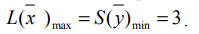 L(x̄)max = S(ȳ)min = 3.